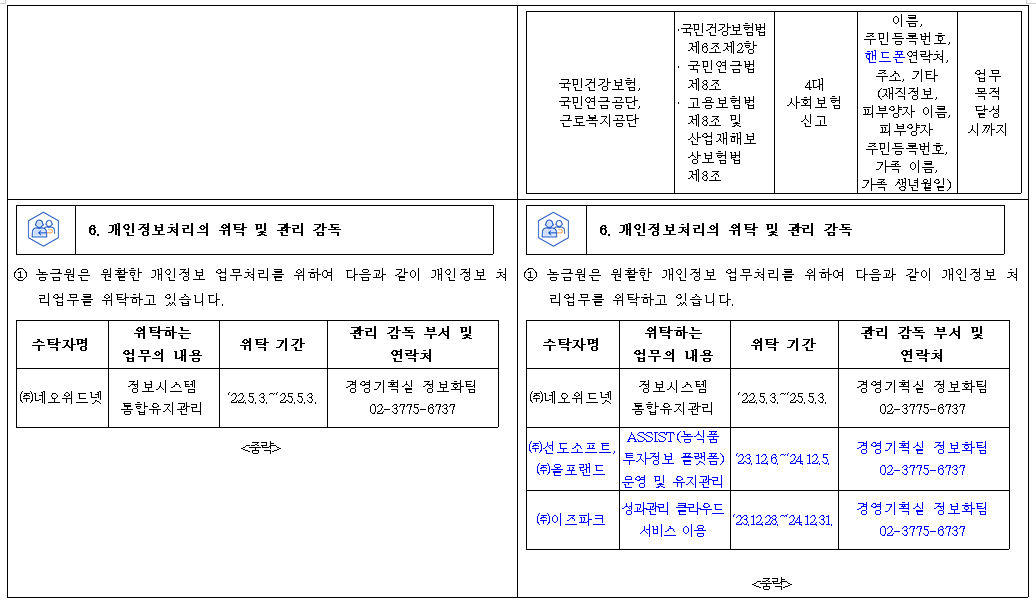 국민건강보험,
국민연금공단,
근로복지공단
·국민건강보험법
제6조제2항
· 국민연금법
제8조
· 고용보험법
제8조 및
산업재해보
상보험법
제8조
4대
사회보험
신고
이름,
주민등록번호,
핸드폰연락처,
주소, 기타
(재직정보,
피부양자 이름,
피부양자
주민등록번호,
가족 이름,
가족 생년월일)
업무
목적
달성
시까지
6. 개인정보처리의 위탁 및 관리 감독
① 농금원은 원활한 개인정보 업무처리를 위하여 다음과 같이 개인정보 처
리업무를 위탁하고 있습니다.
수탁자명
위탁하는
업무의 내용
위탁 기간
관리 감독 부서 및
연락처
㈜네오위드넷
정보시스템
통합유지관리
‘22.5.3.~’25.5.3.
경영기획실 정보화팀
02-3775-6737
<중략>
6. 개인정보처리의 위탁 및 관리 감독
① 농금원은 원활한 개인정보 업무처리를 위하여 다음과 같이 개인정보 처
리업무를 위탁하고 있습니다.
수탁자명
위탁하는
업무의 내용
위탁 기간
관리 감독 부서 및
연락처
㈜네오위드넷
정보시스템
통합유지관리
‘22.5.3.~’25.5.3.
경영기획실 정보화팀
02-3775-6737
㈜선도소프트,
㈜올포랜드
ASSIST(농식품
투자정보 플랫폼)
운영 및 유지관리
‘23.12.6.~’24.12.5.
경영기획실 정보화팀
02-3775-6737
㈜이즈파크
성과관리 클라우드
서비스 이용
‘23.12.28.~’24.12.31.
경영기획실 정보화팀
02-3775-6737
<중략>